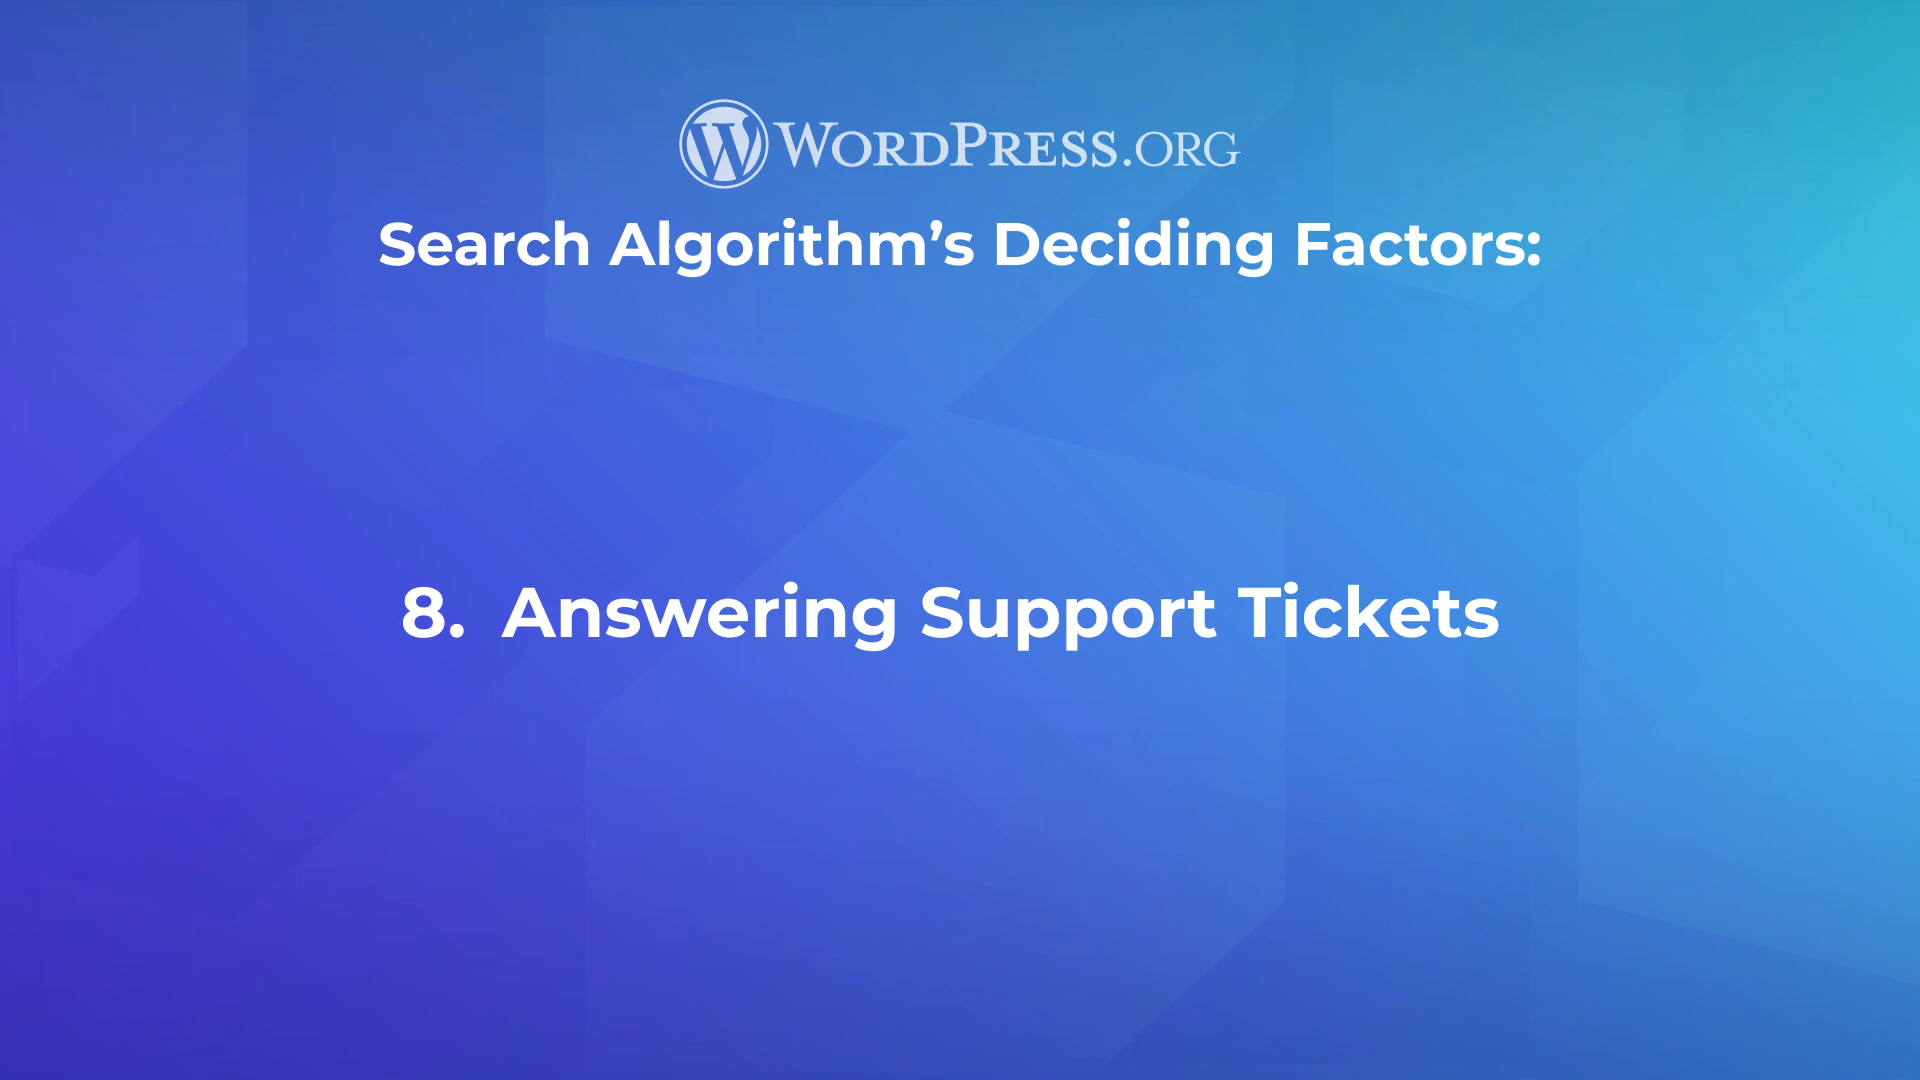 WORDPRESS.ORG
Search Algorithm’s Deciding Factors:
8. Answering Support Tickets